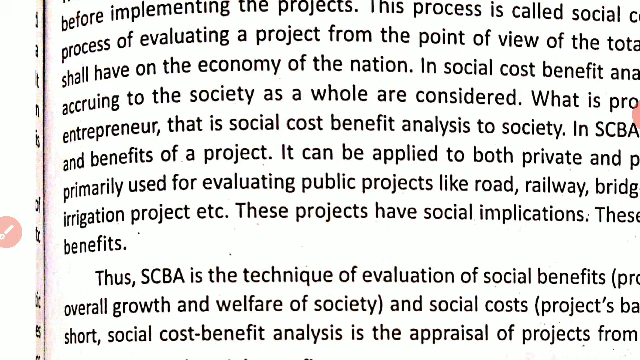 before implementing the projects. This process is called social
process of evaluating a project from the point of view of the
shall have on the economy of the nation. In social cost benefit
accruing to the society as a whole are considered. What is
entrepreneur, that is social cost benefit analysis to society. In SCBA
and benefits of a project. It can be applied to both private and
primarily used for evaluating public projects like road, railway,
irrigation project etc. These projects have social implications. These
benefits.
Thus, SCBA is the technique of evaluation of social benefits
overall growth and welfare of society) and social costs (project's
short, social cost-benefit analysis is the appraisal of projects from